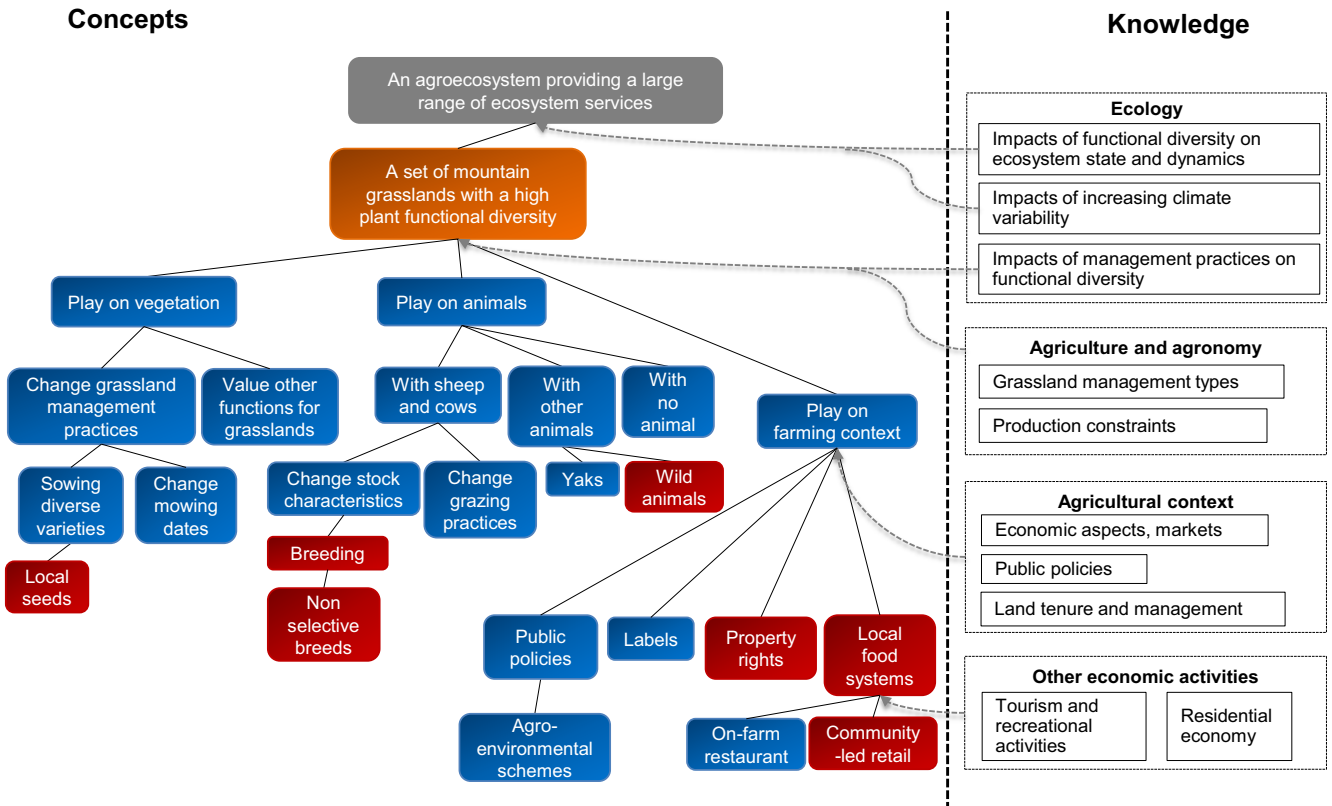 Concepts
Knowledge
An agroecosystem providing a large
range of ecosystem services
A set of mountain
grasslands with a high
plant functional diversity
Play on vegetation
Play on animals
Change grassland
management
practices
Value other
functions for
grasslands
With sheep
and cows
With
other
animals
With
no
animal
Play on
farming context
Sowing
diverse
varieties
Change
mowing
dates
Change stock
characteristics
Change
grazing
practices
Yaks
Wild
animals
Local
seeds
Breeding
Non
selective
breeds
Public
policies
Labels
Property
rights
Local
food
systems
Agro-
environmental
schemes
On-farm
restaurant
Community
-led retail
Ecology
Impacts of functional diversity on
ecosystem state and dynamics
Impacts of increasing climate
variability
Impacts of management practices on
functional diversity
Agriculture and agronomy
Grassland management types
Production constraints
Agricultural context
Economic aspects, markets
Public policies
Land tenure and management
Other economic activities
Tourism and
recreational
activities
Residential
economy